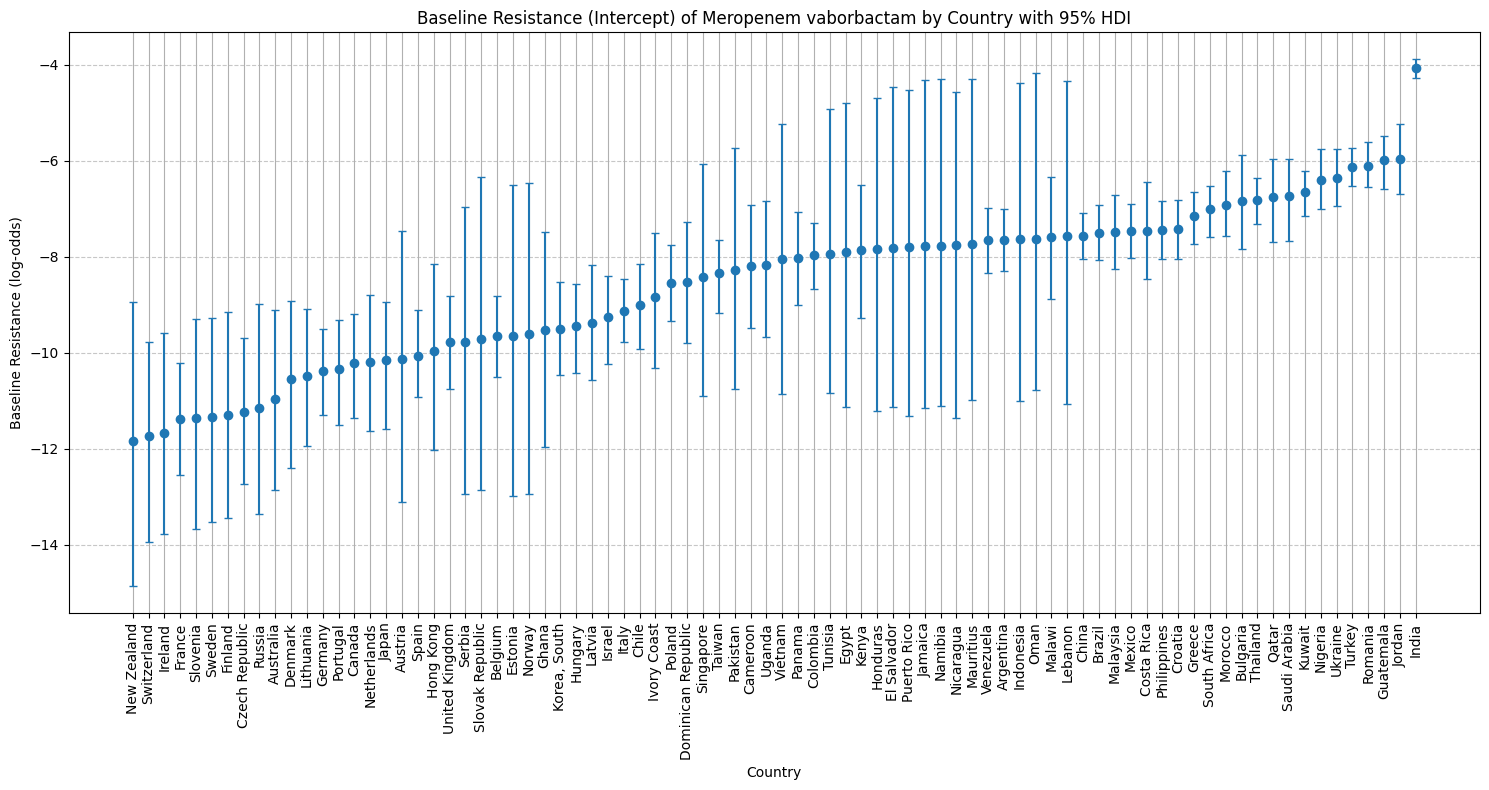 Baseline Resistance (Intercept) of Meropenem vaborbactam by Country with 95% HDI
Baseline Resistance (log-odds)
−4
−6
−8
−10
−12
−14
New Zealand
Switzerland
Ireland
France
Slovenia
Sweden
Finland
Czech Republic
Russia
Australia
Denmark
Lithuania
Germany
Portugal
Canada
Netherlands
Japan
Austria
Spain
Hong Kong
United Kingdom
Serbia
Slovak Republic
Belgium
Estonia
Norway
Ghana
Korea, South
Hungary
Latvia
Israel
Italy
Chile
Ivory Coast
Poland
Dominican Republic
Singapore
Taiwan
Pakistan
Cameroon
Uganda
Vietnam
Panama
Colombia
Tunisia
Egypt
Kenya
Honduras
El Salvador
Puerto Rico
Jamaica
Namibia
Nicaragua
Mauritius
Venezuela
Argentina
Indonesia
Oman
Malawi
Lebanon
China
Brazil
Malaysia
Mexico
Costa Rica
Philippines
Croatia
Greece
South Africa
Morocco
Bulgaria
Thailand
Qatar
Saudi Arabia
Kuwait
Nigeria
Ukraine
Turkey
Romania
Guatemala
Jordan
India
Country